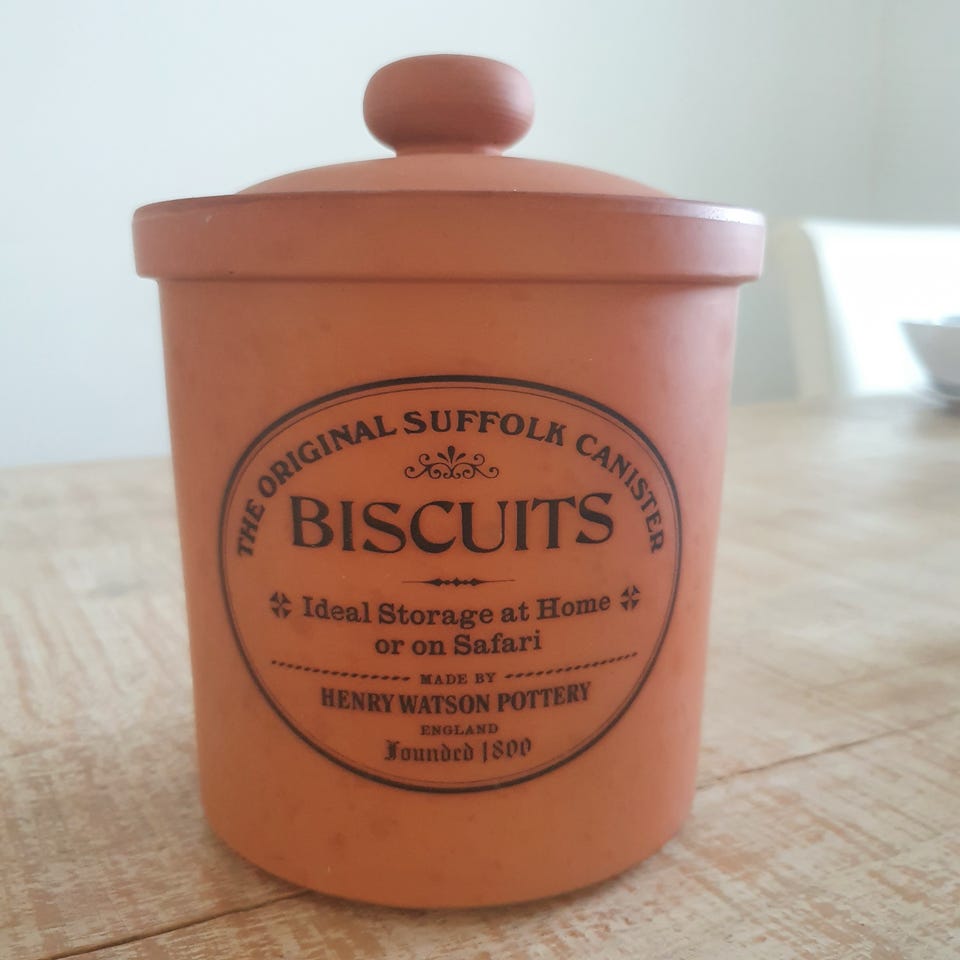 THE ORIGINAL SUFFOLK CANISTER
BISCUITS
Ideal Storage at Home
or on Safari
MADE BY
HENRY WATSON POTTERY
ENGLAND
Founded 1800